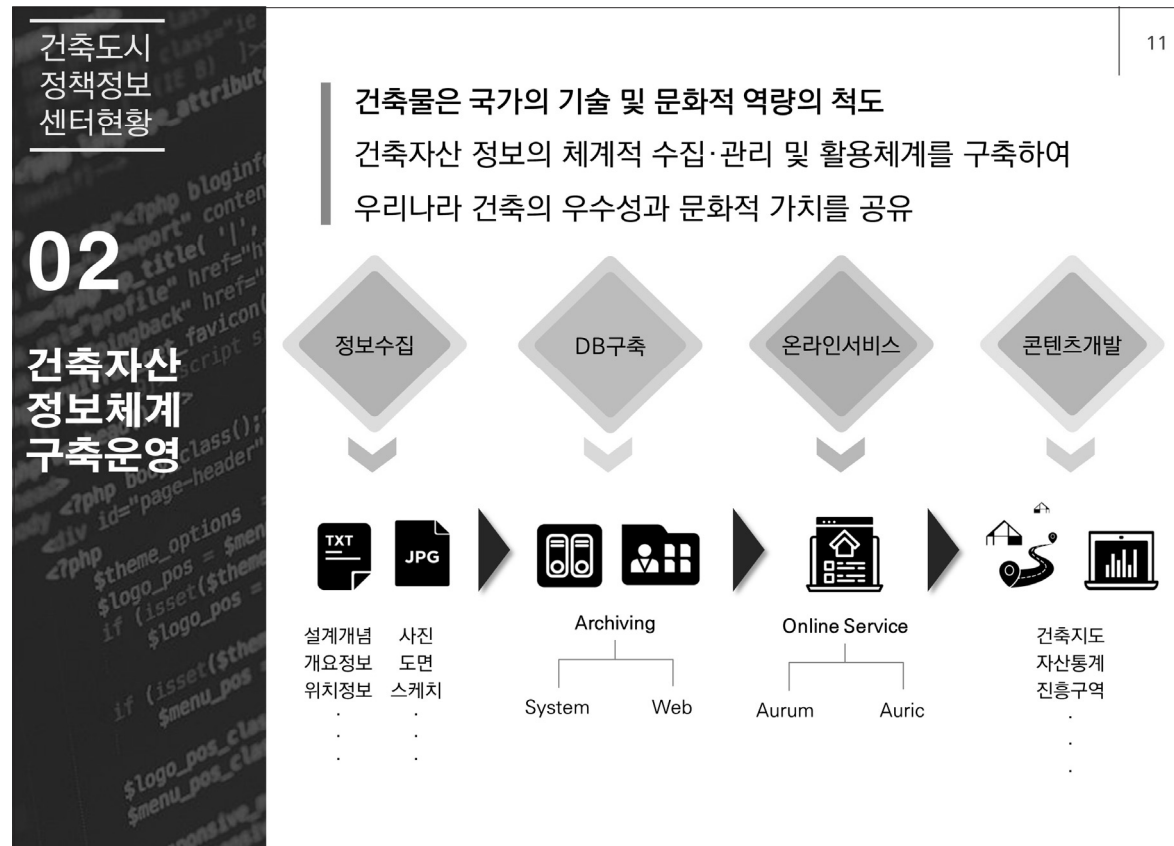 건축도시
정책정보
센터현황
02
건축자산
정보체계
구축운영
11
건축물은 국가의 기술 및 문화적 역량의 척도
건축자산 정보의 체계적 수집·관리 및 활용체계를 구축하여
우리나라 건축의 우수성과 문화적 가치를 공유
정보수집
DB구축
온라인서비스
콘텐츠개발
TXT
JPG
설계개념 사진
개요정보 도면
위치정보 스케치
Archiving
System Web
Online Service
Aurum Auric
건축지도
자산통계
진흥구역